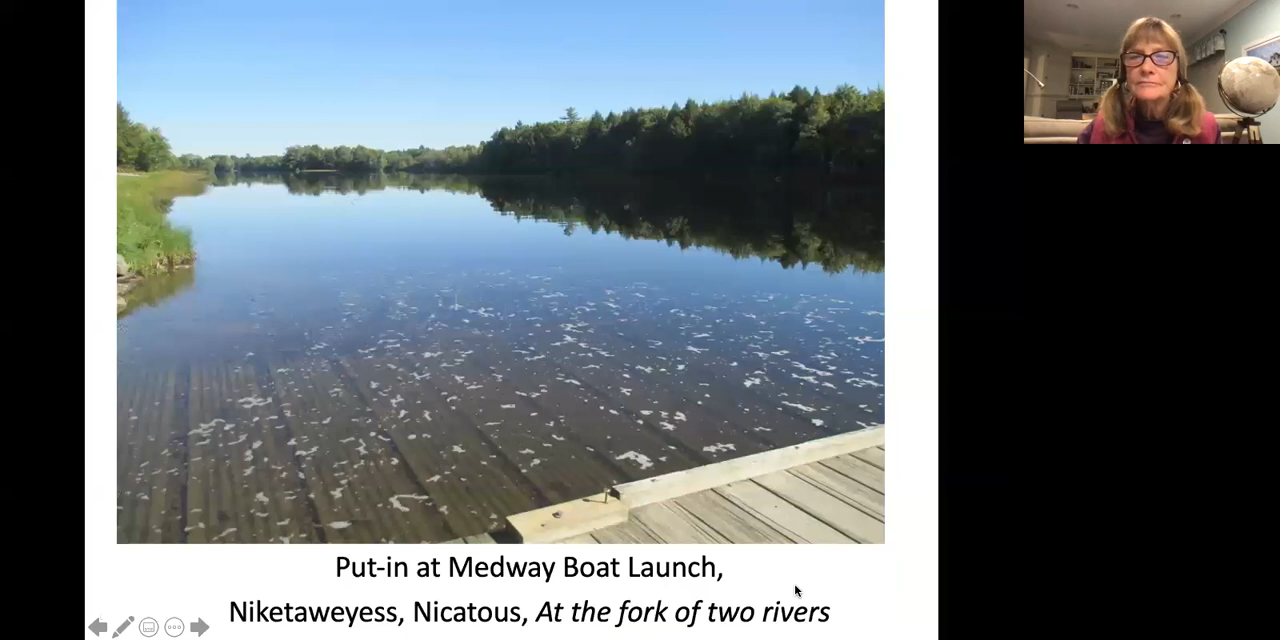 Put-in at Medway Boat Launch,
Niketaweyess, Nicatous, At the fork of two rivers